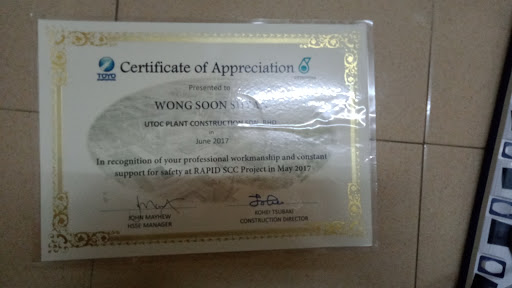 TOYO
Certificate of Appreciation
Presented to
WONG SOON
UTOC PLANT CONSTRUCTION SDN. BHD
in
June 2017
In recognition of your professional workmanship and constant
support for safety at RAPID SCC Project in May 2017
JOHN MAYHEW
HSSE MANAGER
KOHEI TSUBAKI
CONSTRUCTION DIRECTOR